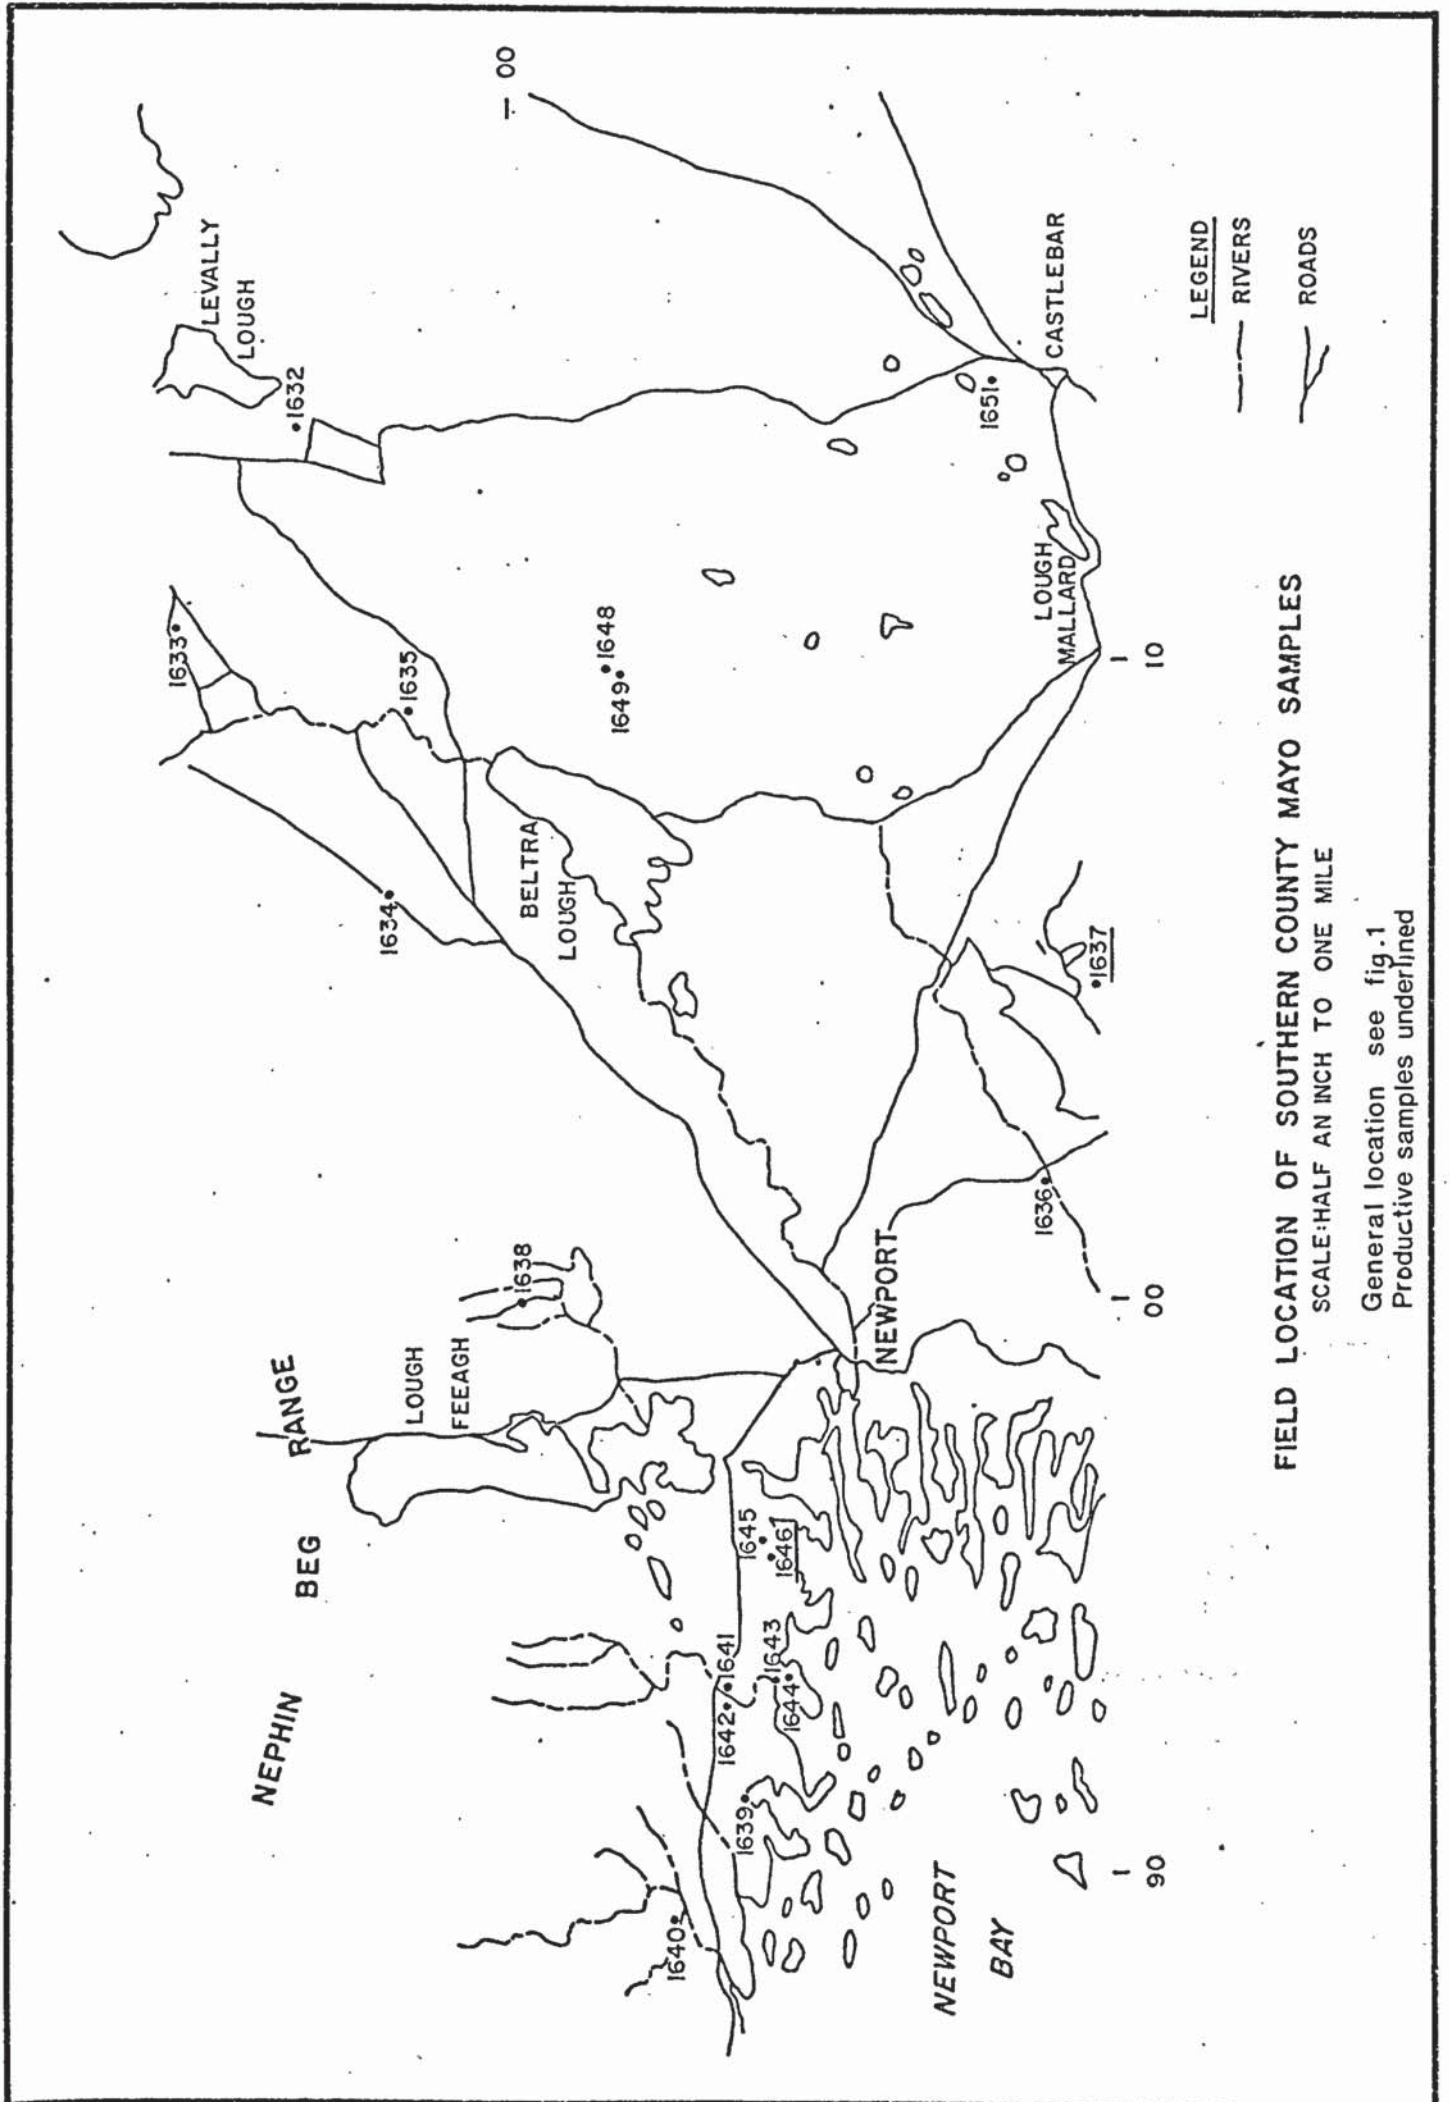 NEPHIN
BEG
RANGE
LOUGH
FEEAGH
LEVALLY
LOUGH
1632
1633
1634
1635
1638
BELTRA
LOUGH
1648
1649
— 00
1640
1639
1642
1641
1643
1644
1645
1646
NEWPORT
NEWPORT
BAY
1636
1637
LOUGH
MALLARD
1651
CASTLEBAR
90
00
10
LEGEND
RIVERS
ROADS
FIELD LOCATION OF SOUTHERN COUNTY MAYO SAMPLES
SCALE:HALF AN INCH TO ONE MILE
General location see fig.1
Productive samples underlined